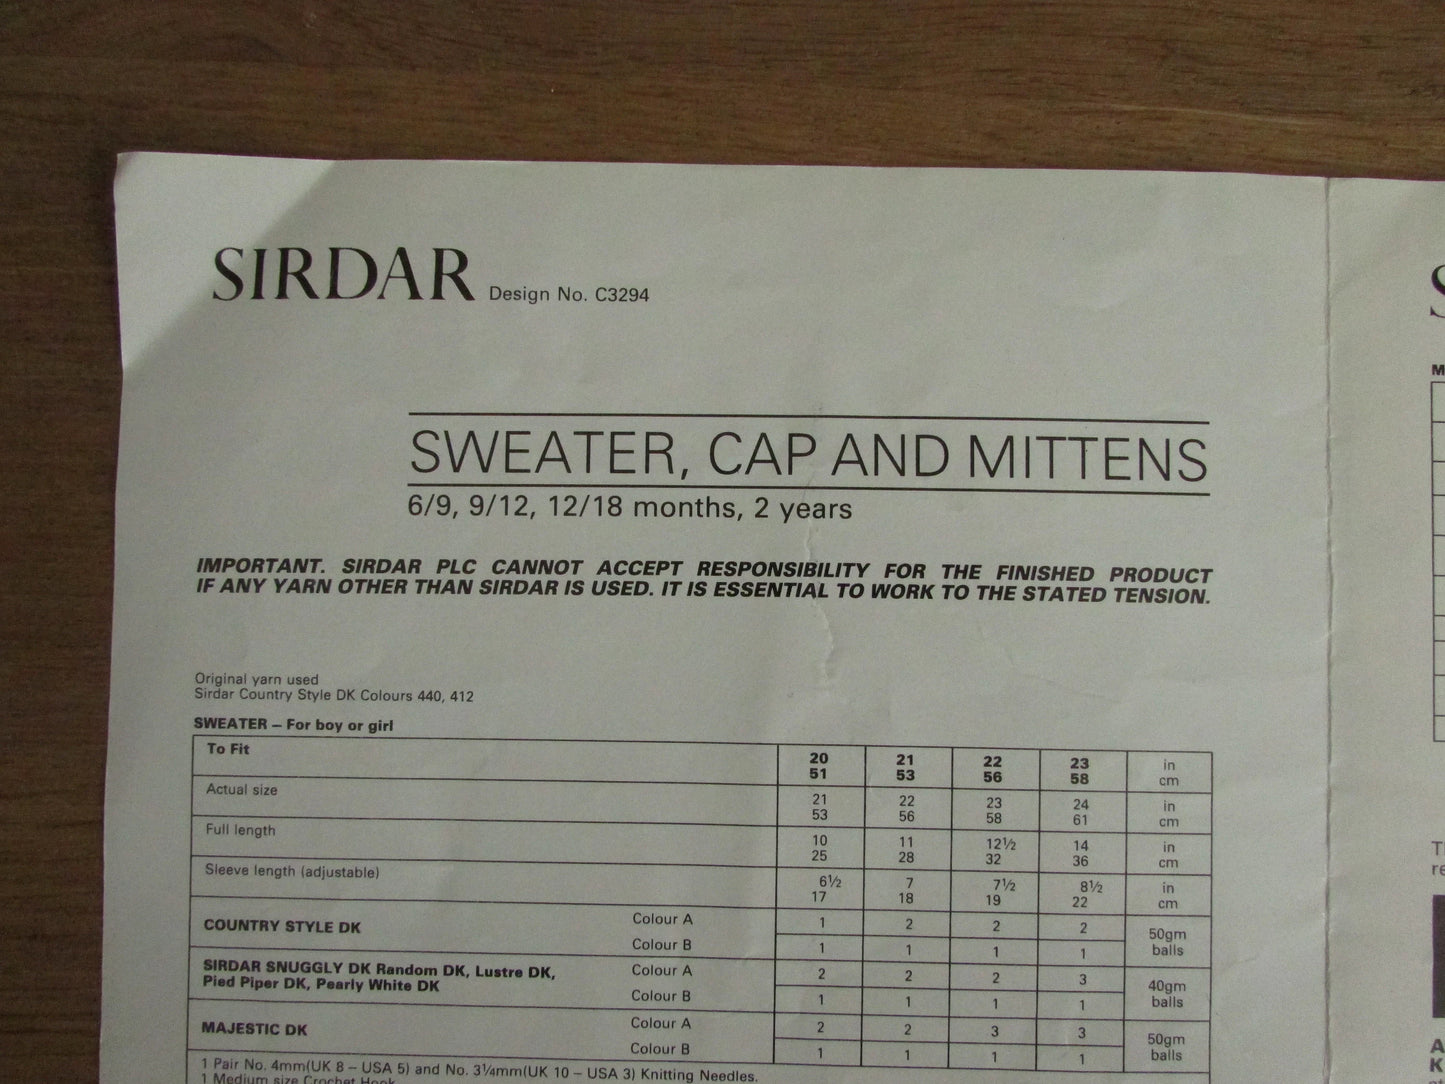 SIRDAR Design No. C3294
SWEATER, CAP AND MITTENS
6/9, 9/12, 12/18 months, 2 years
IMPORTANT. SIRDAR PLC CANNOT ACCEPT RESPONSIBILITY FOR THE FINISHED PRODUCT
IF ANY YARN OTHER THAN SIRDAR IS USED. IT IS ESSENTIAL TO WORK TO THE STATED TENSION.
Original yarn used
Sirdar Country Style DK Colours 440, 412
SWEATER – For boy or girl
To Fit 20 21 22 23 in
51 53 56 58 cm
Actual size 21 22 23 24 in
53 56 58 61 cm
Full length 10 11 12½ 14 in
25 28 32 36 cm
Sleeve length (adjustable) 6½ 7 7½ 8½ in
17 18 19 22 cm
COUNTRY STYLE DK Colour A 1 2 2 2 50gm
Colour B 1 1 1 1 balls
SIRDAR SNUGGLY DK Random DK, Lustre DK, Colour A 2 2 2 3 40gm
Pied Piper DK, Pearly White DK Colour B 1 1 1 1 balls
MAJESTIC DK Colour A 2 2 3 3 50gm
Colour B 1 1 1 1 balls
1 Pair No. 4mm(UK 8 – USA 5) and No. 3¼mm(UK 10 – USA 3) Knitting Needles.
1 Medium size Crochet Hook